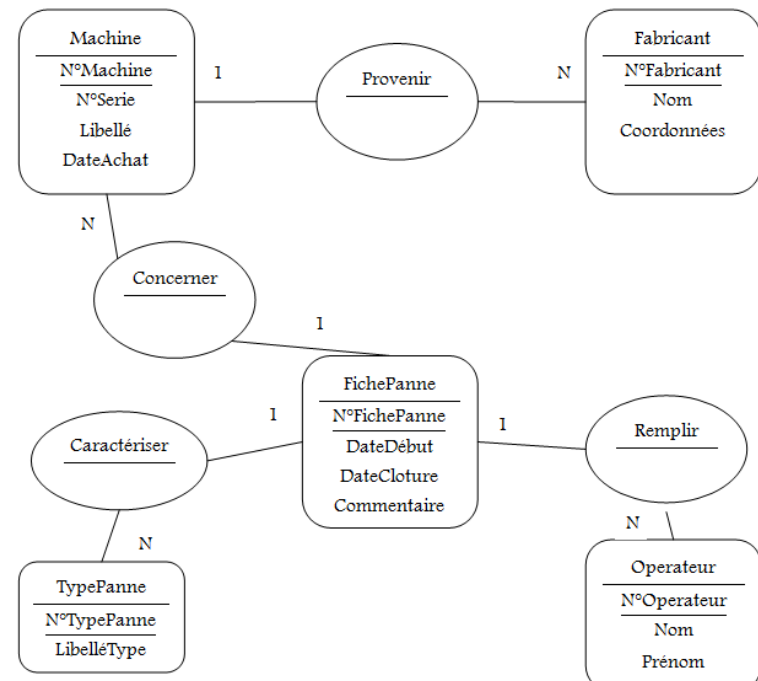 Machine
N°Machine
N°Serie
Libellé
DateAchat
1
Provenir
N
Fabricant
N°Fabricant
Nom
Coordonnées
N
Concerner
1
FichePanne
N°FichePanne
DateDébut
DateCloture
Commentaire
1
Caractériser
N
TypePanne
N°TypePanne
LibelléType
1
Remplir
N
Operateur
N°Operateur
Nom
Prénom